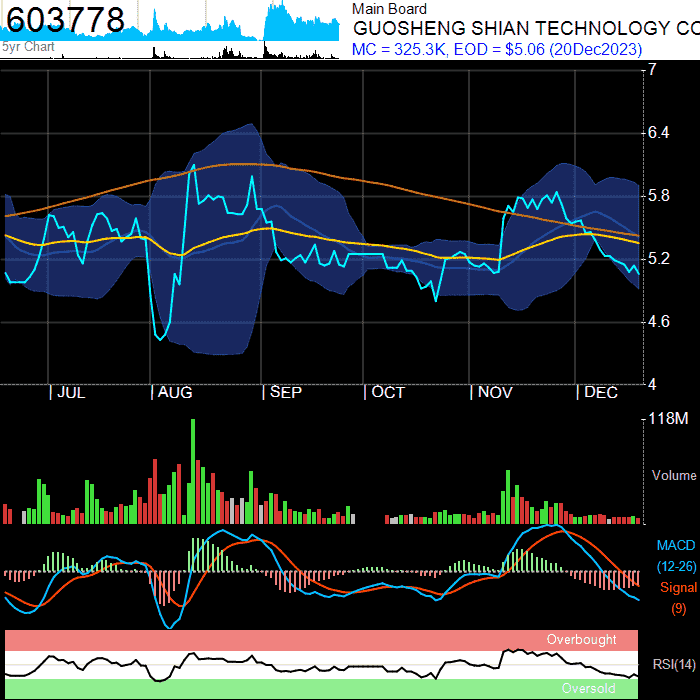 603778
5yr Chart
Main Board
GUOSHENG SHIAN TECHNOLOGY CO
MC = 325.3K, EOD = $5.06 (20Dec2023)
7
6.4
5.8
5.2
4.6
4
| JUL | AUG | SEP | OCT | NOV | DEC
118M
Volume
MACD
(12-26)
Signal
(9)
Overbought
RSI(14)
Oversold